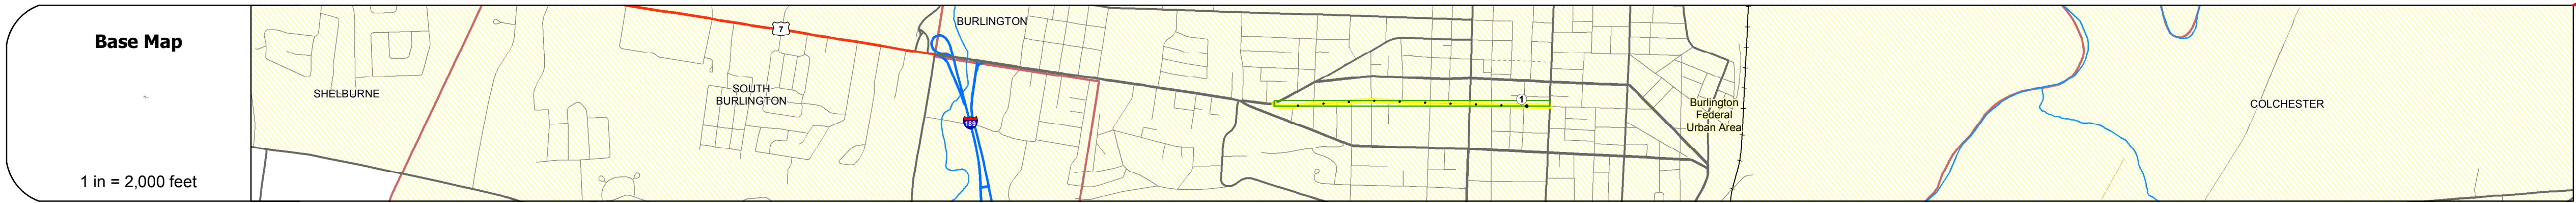 Base Map
1 in = 2,000 feet
SHELBURNE
7
SOUTH
BURLINGTON
BURLINGTON
189
1
Burlington
Federal
Urban Area
COLCHESTER